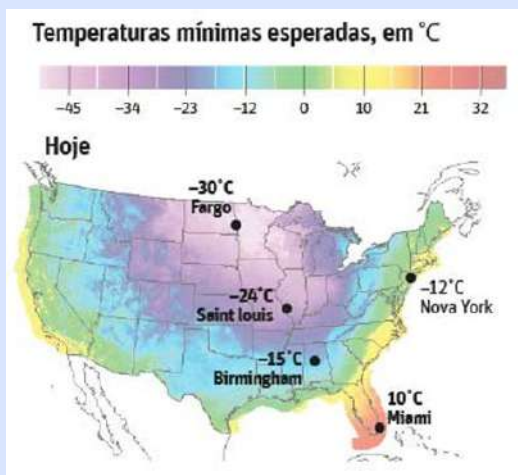 Temperaturas mínimas esperadas, em °C
−45 −34 −23 −12 0 10 21 32
Hoje
−30°C
Fargo
−24°C
Saint louis
−12°C
Nova York
−15°C
Birmingham
10°C
Miami